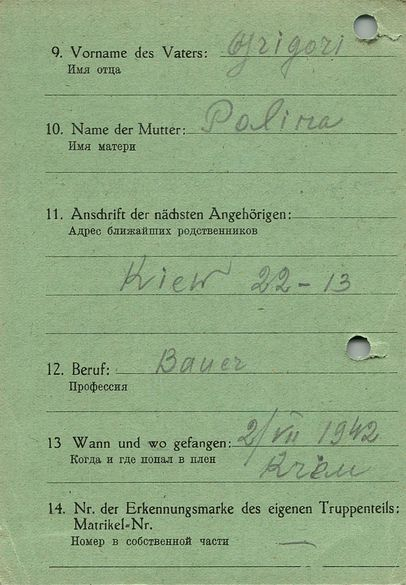 9. Vorname des Vaters: Grigori
Имя отца
10. Name der Mutter: Polina
Имя матери
11. Anschrift der nächsten Angehörigen:
Адрес ближайших родственников
Kiew 22-13
12. Beruf: Bauer
Профессия
13 Wann und wo gefangen: 2/VII 1942
Когда и где попал в плен
Krim
14. Nr. der Erkennungsmarke des eigenen Truppenteils:
Matrikel-Nr.
Номер в собственной части —